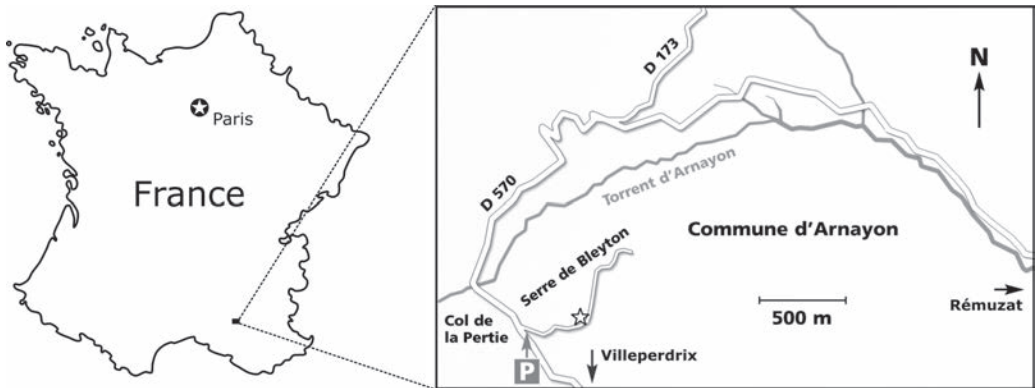 Paris
France
D 173
N
D 570
Torrent d'Arnayon
Commune d'Arnayon
Serre de Bleyton
Rémuzat
500 m
Col de
la Pertie
P
Villeperdrix